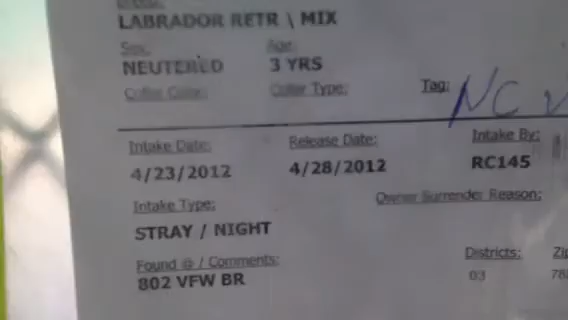 LABRADOR RETR \ MIX
Sex: Age:
NEUTERED 3 YRS
Collar Color: Collar Type: Tag: NC
Intake Date: Release Date: Intake By:
4/23/2012 4/28/2012 RC145
Intake Type: Owner Surrender Reason:
STRAY / NIGHT
Found @ / Comments: Districts:
802 VFW BR 03